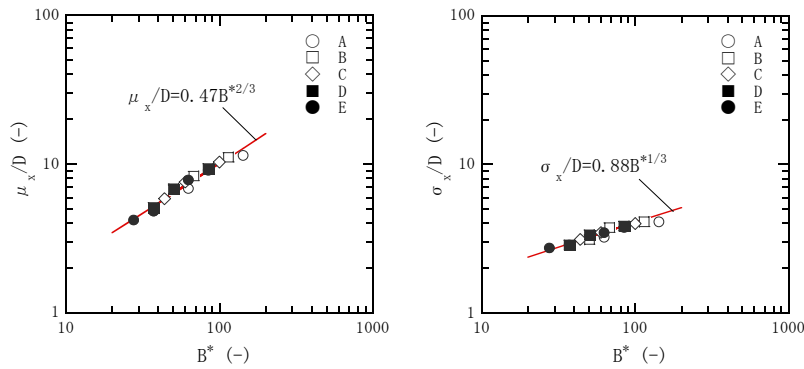 100
A
B
C
D
E
μx/D=0.47B*2/3
10
μx/D (-)
1
10
100
1000
B* (-)
100
A
B
C
D
E
σx/D=0.88B*1/3
10
σx/D (-)
1
10
100
1000
B* (-)